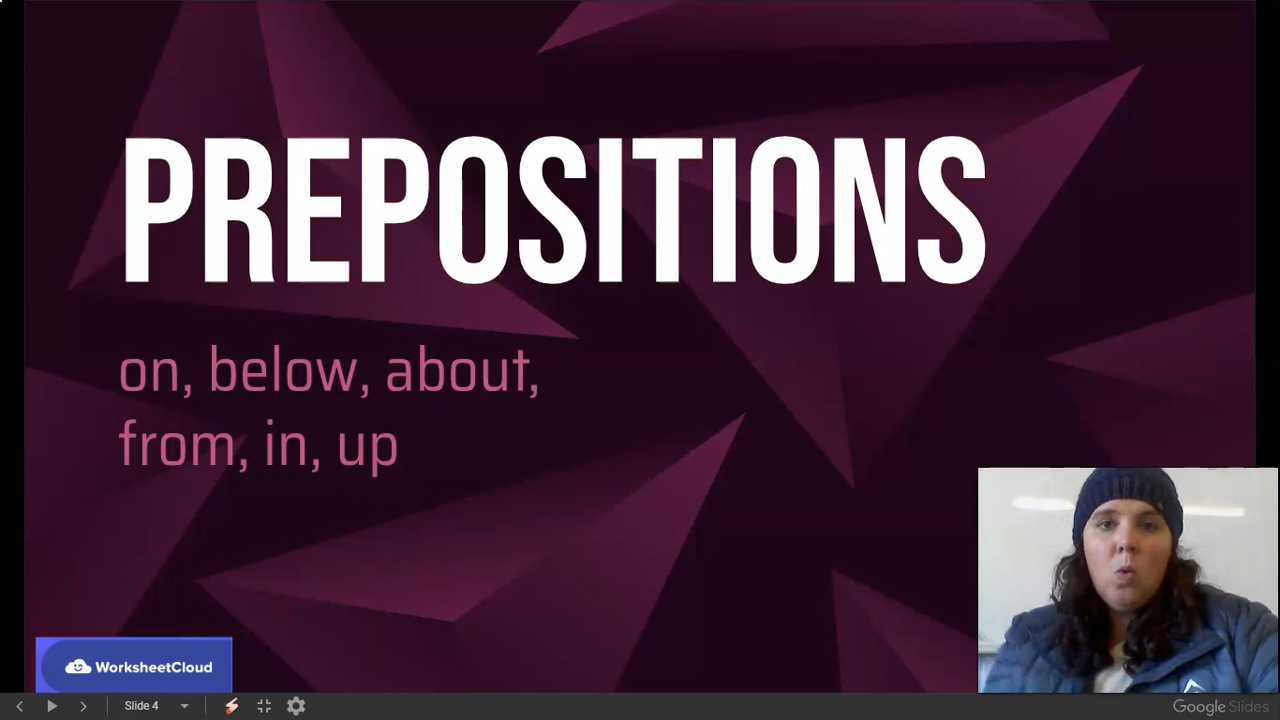 PREPOSITIONS
on, below, about,
from, in, up
WorksheetCloud
Slide 4
Google Slides